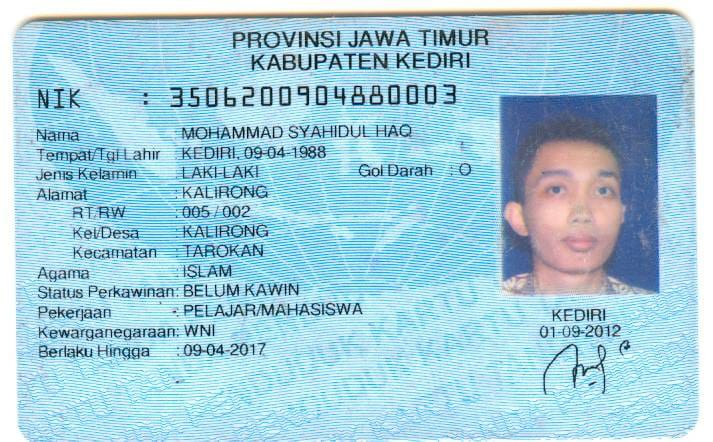 PROVINSI JAWA TIMUR
KABUPATEN KEDIRI
NIK : 3506200904880003
Nama : MOHAMMAD SYAHIDUL HAQ
Tempat/Tgl Lahir : KEDIRI, 09-04-1988
Jenis Kelamin : LAKI-LAKI Gol Darah : O
Alamat : KALIRONG
RT/RW : 005 / 002
Kel/Desa : KALIRONG
Kecamatan : TAROKAN
Agama : ISLAM
Status Perkawinan: BELUM KAWIN
Pekerjaan : PELAJAR/MAHASISWA
Kewarganegaraan: WNI
Berlaku Hingga : 09-04-2017
KEDIRI
01-09-2012